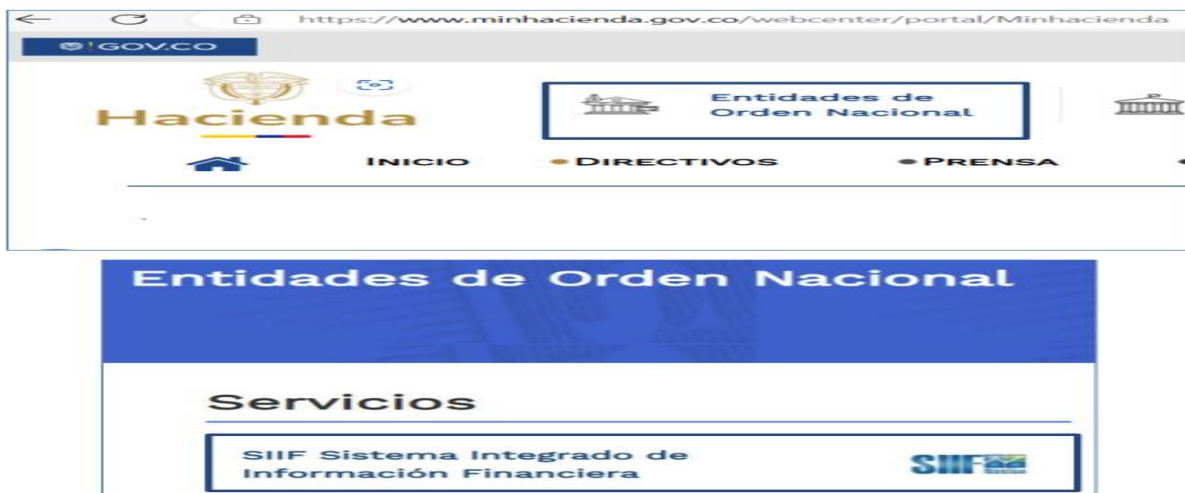 https://www.minhacienda.gov.co/webcenter/portal/Minhacienda
GOV.CO
Hacienda
Entidades de
Orden Nacional
INICIO DIRECTIVOS PRENSA
Entidades de Orden Nacional
Servicios
SIIF Sistema Integrado de
Información Financiera
SIIF